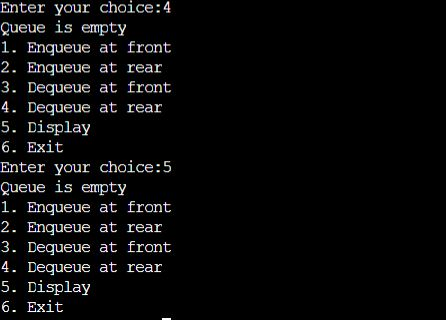 Enter your choice:4
Queue is empty
1. Enqueue at front
2. Enqueue at rear
3. Dequeue at front
4. Dequeue at rear
5. Display
6. Exit
Enter your choice:5
Queue is empty
1. Enqueue at front
2. Enqueue at rear
3. Dequeue at front
4. Dequeue at rear
5. Display
6. Exit